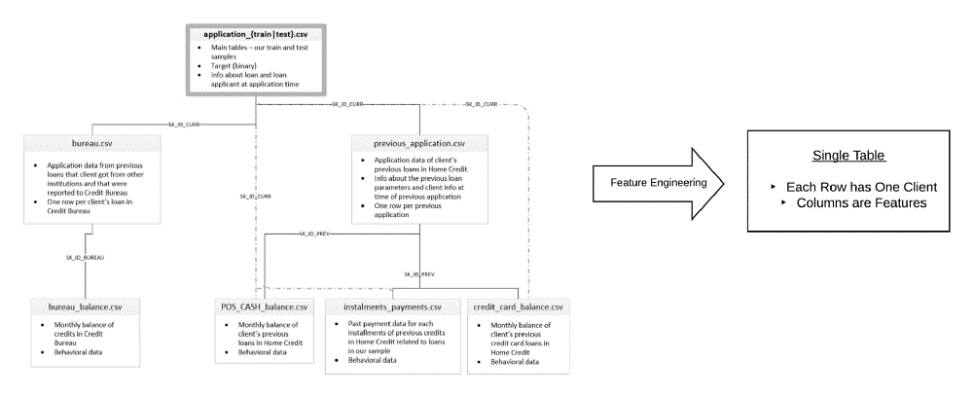 application_{train|test}.csv
• Main tables – our train and test
samples
• Target (binary)
• Info about loan and loan
applicant at application time
SK_ID_CURR
SK_ID_CURR
SK_ID_CURR
bureau.csv
• Application data from previous
loans that client got from other
institutions and that were
reported to Credit Bureau
• One row per client's loan in
Credit Bureau
previous_application.csv
• Application data of client's
previous loans in Home Credit
• Info about the previous loan
parameters and client info at
time of previous application
• One row per previous
application
Feature Engineering
Single Table
‣ Each Row has One Client
‣ Columns are Features
SK_ID_CURR
SK_ID_PREV
SK_ID_BUREAU
SK_ID_PREV
bureau_balance.csv
• Monthly balance of
credits in Credit
Bureau
• Behavioral data
POS_CASH_balance.csv
• Monthly balance of
client's previous
loans in Home Credit
• Behavioral data
instalments_payments.csv
• Past payment data for each
installments of previous credits
in Home Credit related to loans
in our sample
• Behavioral data
credit_card_balance.csv
• Monthly balance of
client's previous
credit card loans in
Home Credit
• Behavioral data